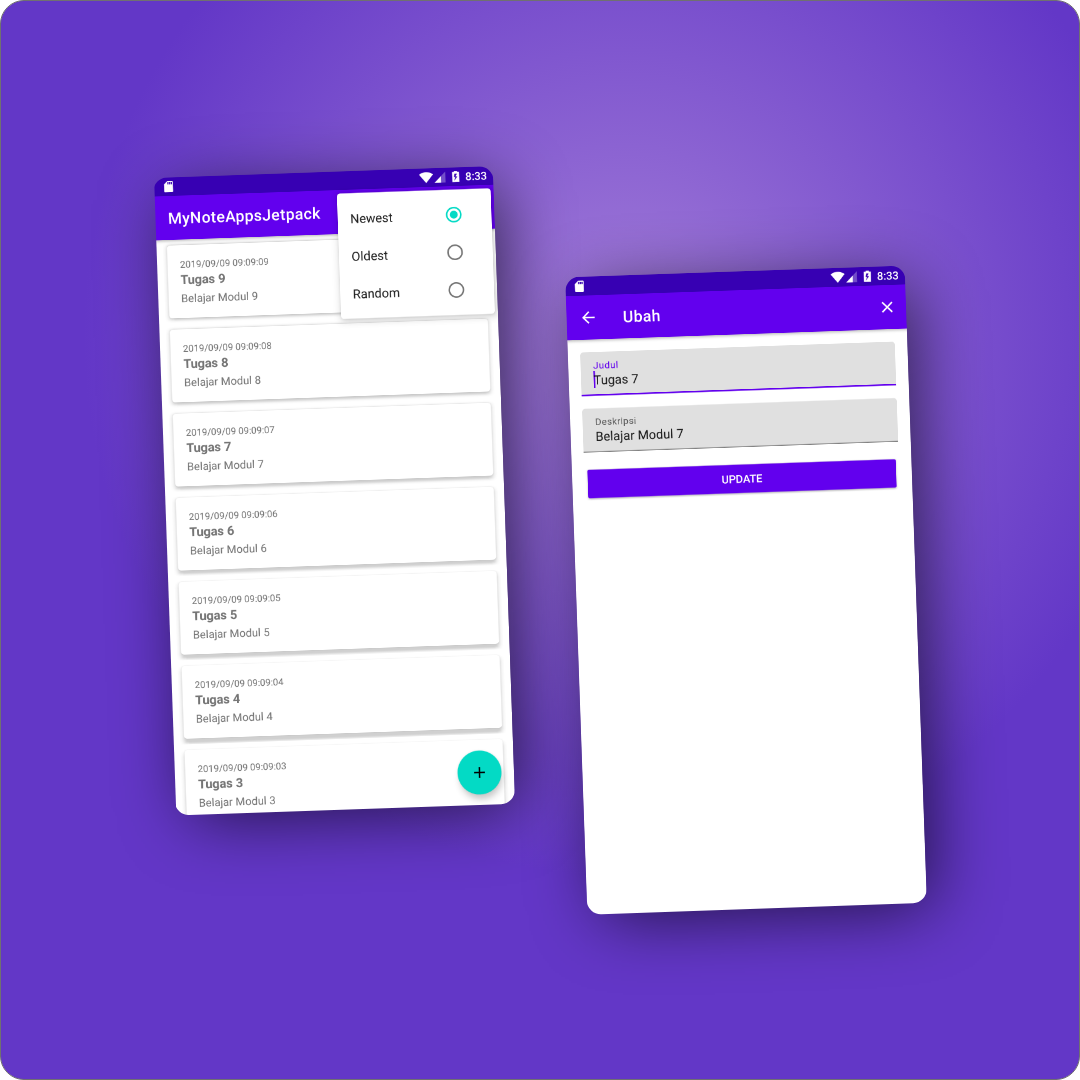 8:33
MyNoteAppsJetpack
Newest
Oldest
Random
2019/09/09 09:09:09
Tugas 9
Belajar Modul 9
2019/09/09 09:09:08
Tugas 8
Belajar Modul 8
2019/09/09 09:09:07
Tugas 7
Belajar Modul 7
2019/09/09 09:09:06
Tugas 6
Belajar Modul 6
2019/09/09 09:09:05
Tugas 5
Belajar Modul 5
2019/09/09 09:09:04
Tugas 4
Belajar Modul 4
2019/09/09 09:09:03
Tugas 3
Belajar Modul 3
8:33
Ubah
Judul
Tugas 7
Deskripsi
Belajar Modul 7
UPDATE